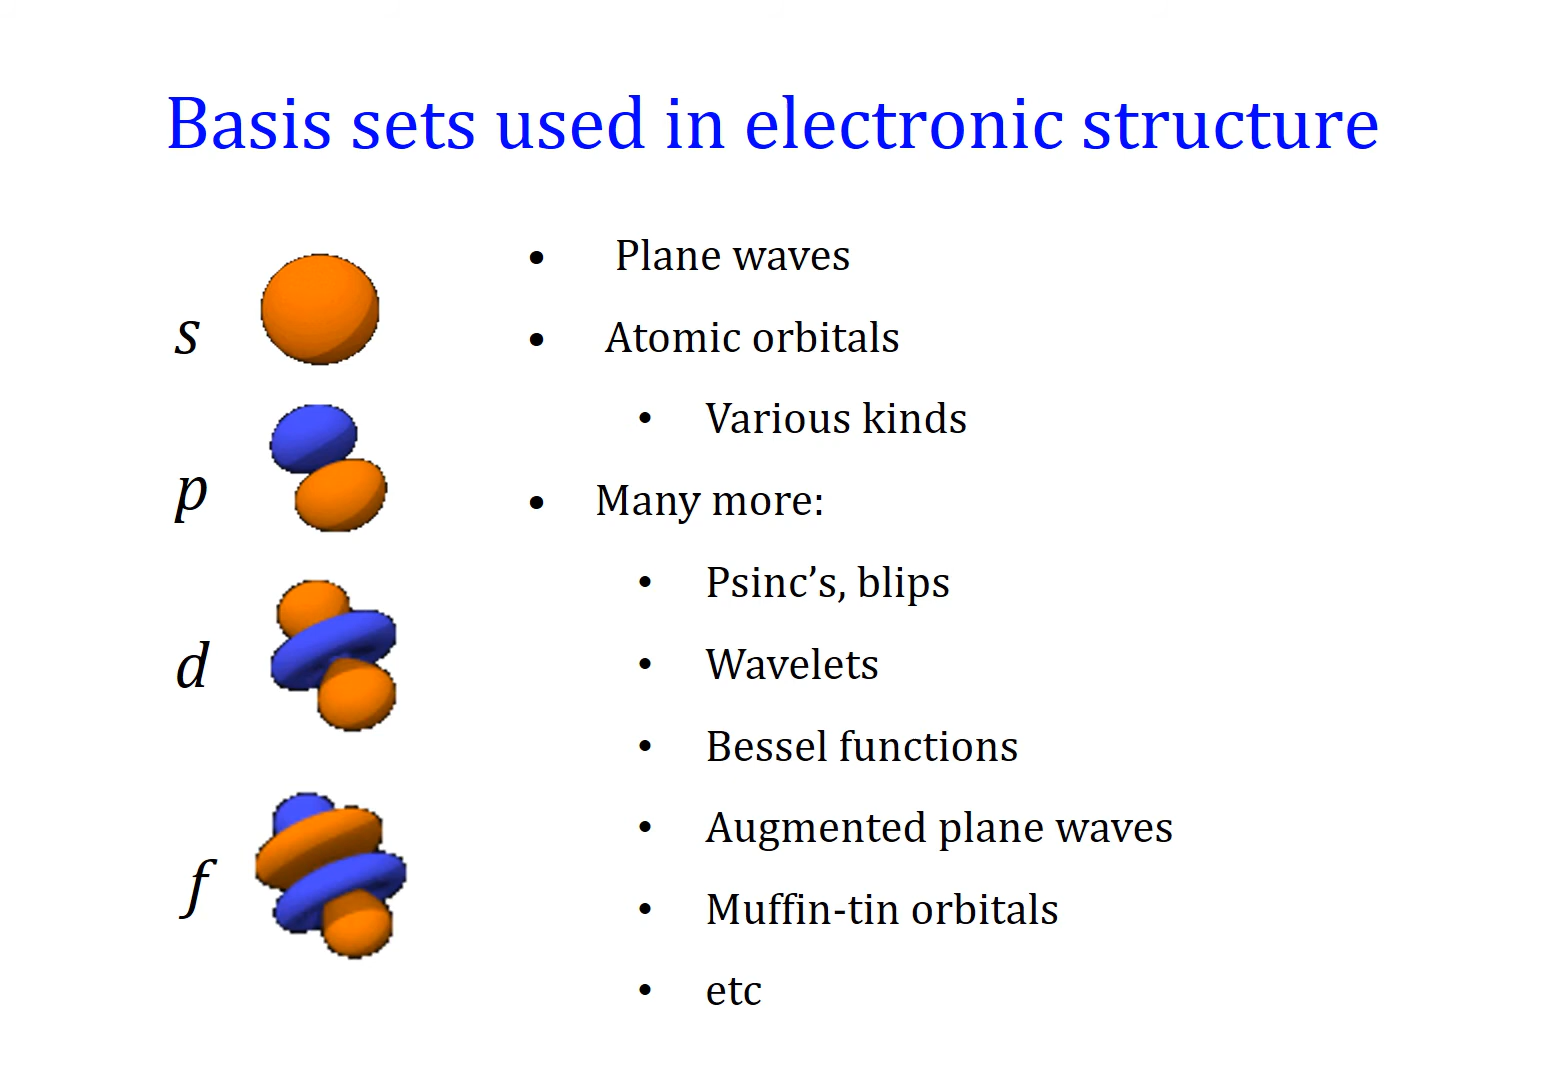 Basis sets used in electronic structure
s
p
d
f
• Plane waves
• Atomic orbitals
• Various kinds
• Many more:
• Psinc’s, blips
• Wavelets
• Bessel functions
• Augmented plane waves
• Muffin-tin orbitals
• etc